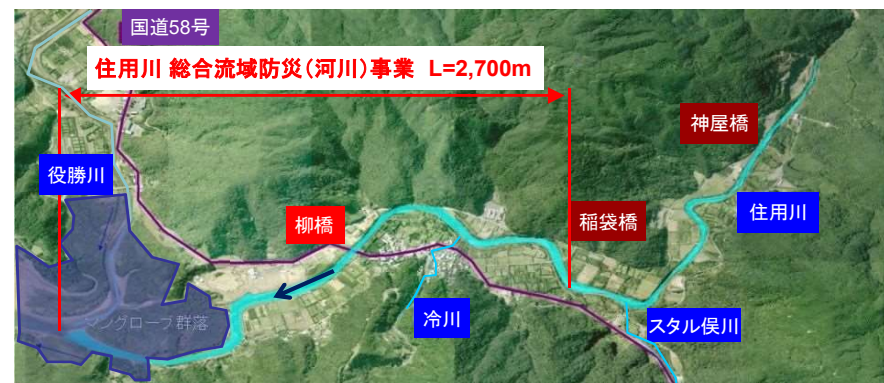 国道58号
住用川 総合流域防災(河川)事業 L=2,700m
神屋橋
役勝川
柳橋
稲袋橋
住用川
マングローブ群落
冷川
スタル俣川